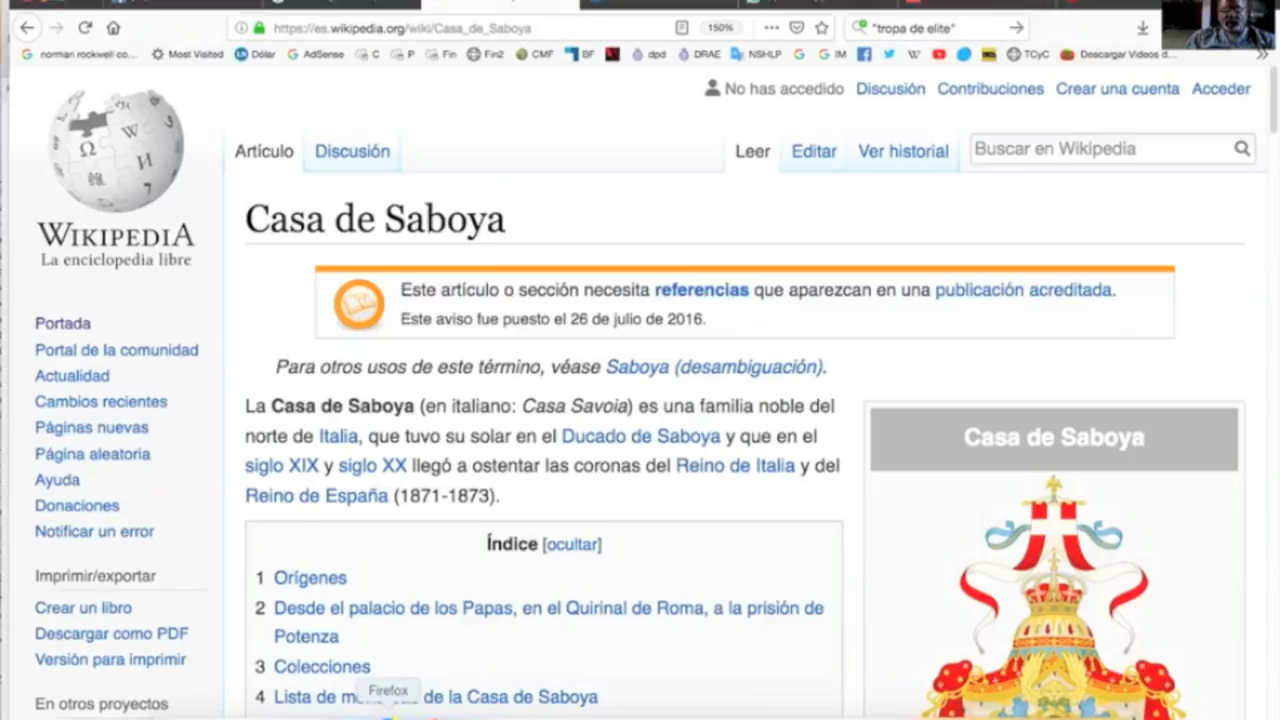 https://es.wikipedia.org/wiki/Casa_de_Saboya
150%
"tropa de elite"
norman rockwell co... Most Visited Dólar AdSense C P Fin Fin2 CMF BF dpd DRAE NSHLP IM TCyC Descargar Videos d...
No has accedido Discusión Contribuciones Crear una cuenta Acceder
Artículo Discusión Leer Editar Ver historial Buscar en Wikipedia
WIKIPEDIA
La enciclopedia libre
Portada
Portal de la comunidad
Actualidad
Cambios recientes
Páginas nuevas
Página aleatoria
Ayuda
Donaciones
Notificar un error
Imprimir/exportar
Crear un libro
Descargar como PDF
Versión para imprimir
En otros proyectos
Casa de Saboya
Este artículo o sección necesita referencias que aparezcan en una publicación acreditada.
Este aviso fue puesto el 26 de julio de 2016.
Para otros usos de este término, véase Saboya (desambiguación).
La Casa de Saboya (en italiano: Casa Savoia) es una familia noble del
norte de Italia, que tuvo su solar en el Ducado de Saboya y que en el
siglo XIX y siglo XX llegó a ostentar las coronas del Reino de Italia y del
Reino de España (1871-1873).
Índice [ocultar]
1 Orígenes
2 Desde el palacio de los Papas, en el Quirinal de Roma, a la prisión de
Potenza
3 Colecciones
4 Lista de de la Casa de Saboya
Firefox
Casa de Saboya